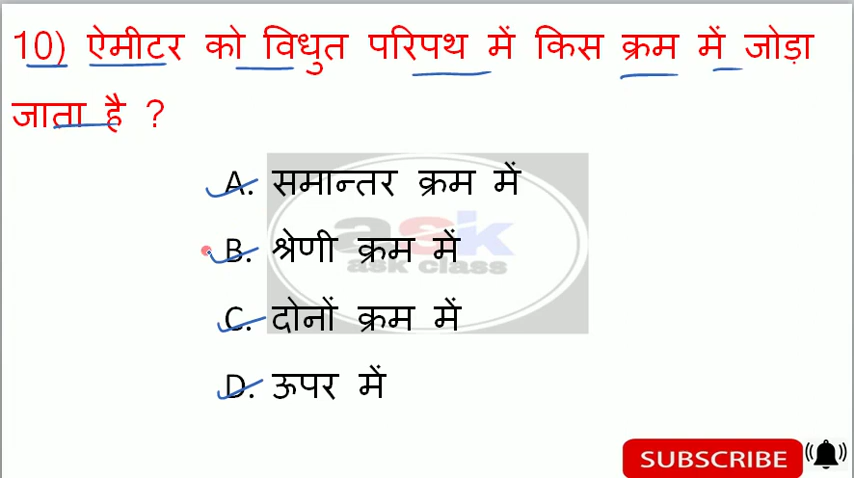 10) ऐमीटर को विधुत परिपथ में किस क्रम में जोड़ा
जाता है ?
A. समान्तर क्रम में
B. श्रेणी क्रम में
C. दोनों क्रम में
D. ऊपर में
ask
ask class
SUBSCRIBE